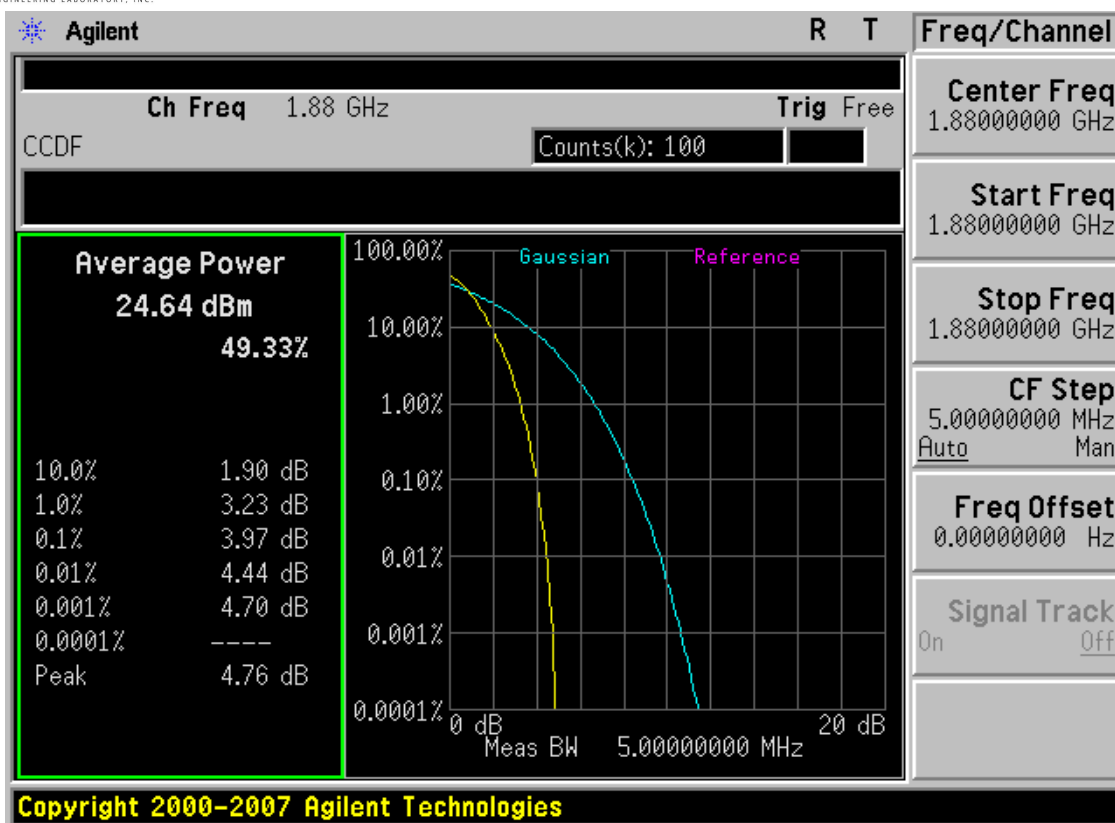 Agilent R T
Freq/Channel
Ch Freq 1.88 GHz Trig Free
CCDF Counts(k): 100
Average Power
24.64 dBm
49.33%
10.0% 1.90 dB
1.0% 3.23 dB
0.1% 3.97 dB
0.01% 4.44 dB
0.001% 4.70 dB
0.0001% ----
Peak 4.76 dB
Gaussian Reference
100.00%
10.00%
1.00%
0.10%
0.01%
0.001%
0.0001%
0 dB 20 dB
Meas BW 5.00000000 MHz
Center Freq
1.88000000 GHz
Start Freq
1.88000000 GHz
Stop Freq
1.88000000 GHz
CF Step
5.00000000 MHz
Auto Man
Freq Offset
0.00000000 Hz
Signal Track
On Off
Copyright 2000-2007 Agilent Technologies